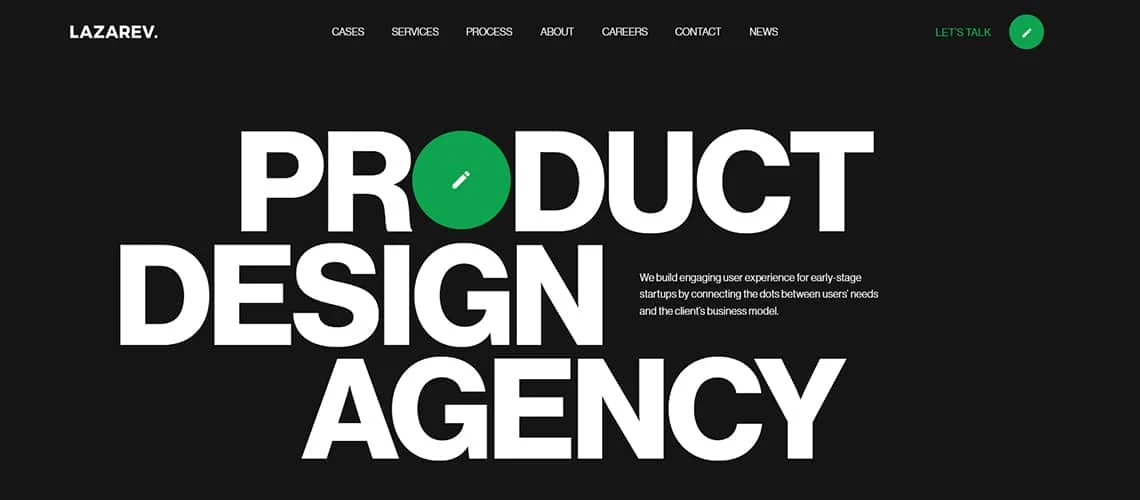 LAZAREV.
CASES SERVICES PROCESS ABOUT CAREERS CONTACT NEWS
LET'S TALK
PRODUCT
DESIGN
We build engaging user experience for early-stage
startups by connecting the dots between users' needs
and the client's business model.
AGENCY